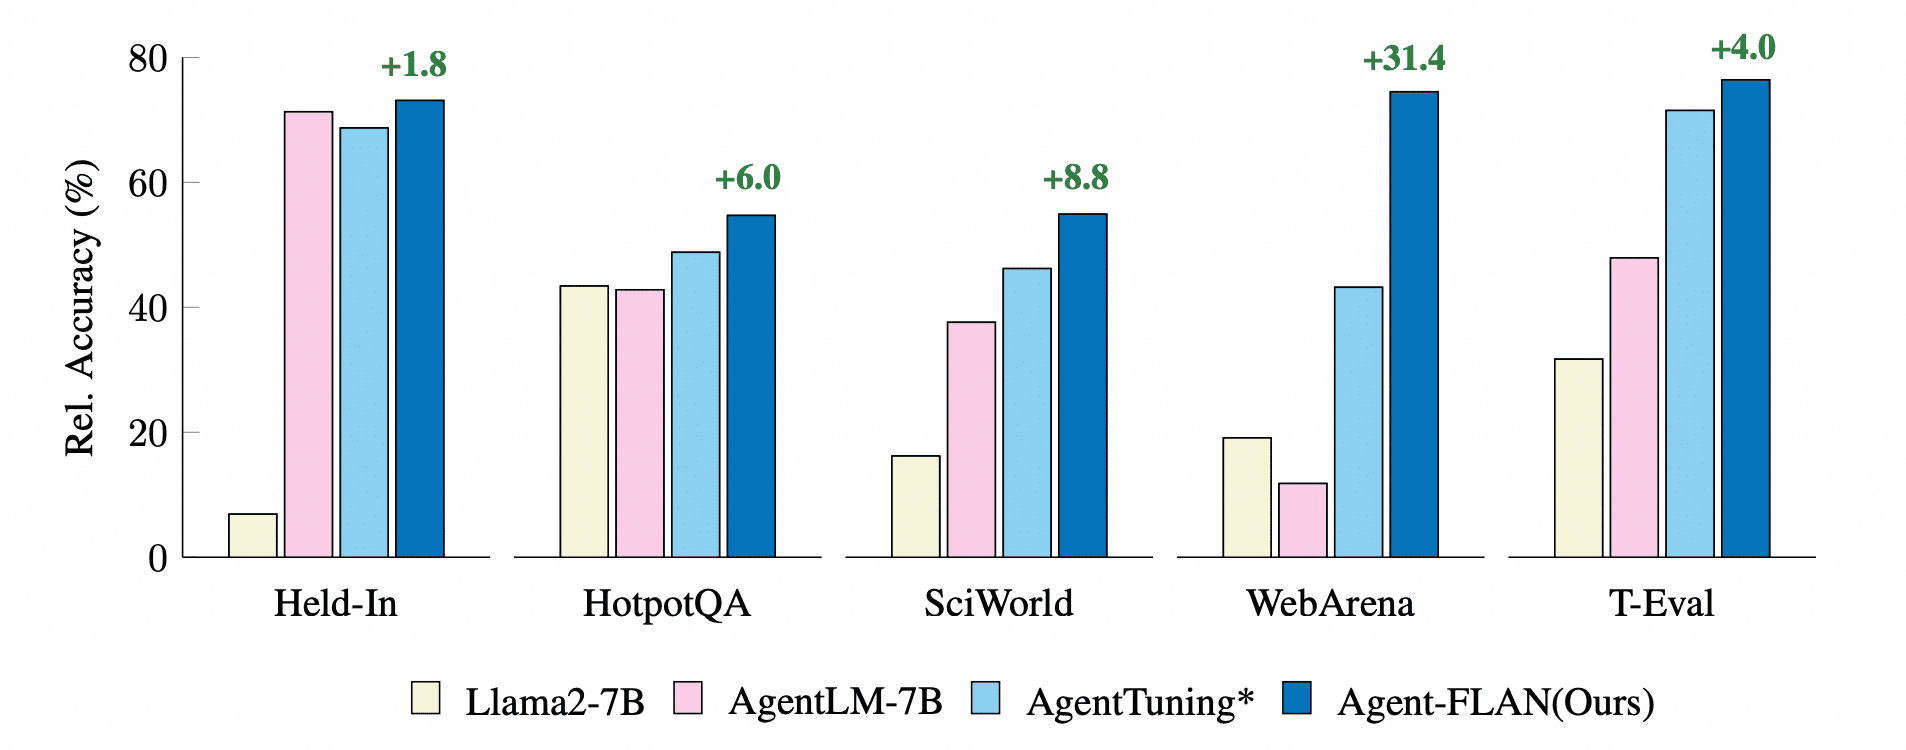 Rel. Accuracy (%)
80
60
40
20
0
+1.8
+6.0
+8.8
+31.4
+4.0
Held-In
HotpotQA
SciWorld
WebArena
T-Eval
Llama2-7B
AgentLM-7B
AgentTuning*
Agent-FLAN(Ours)